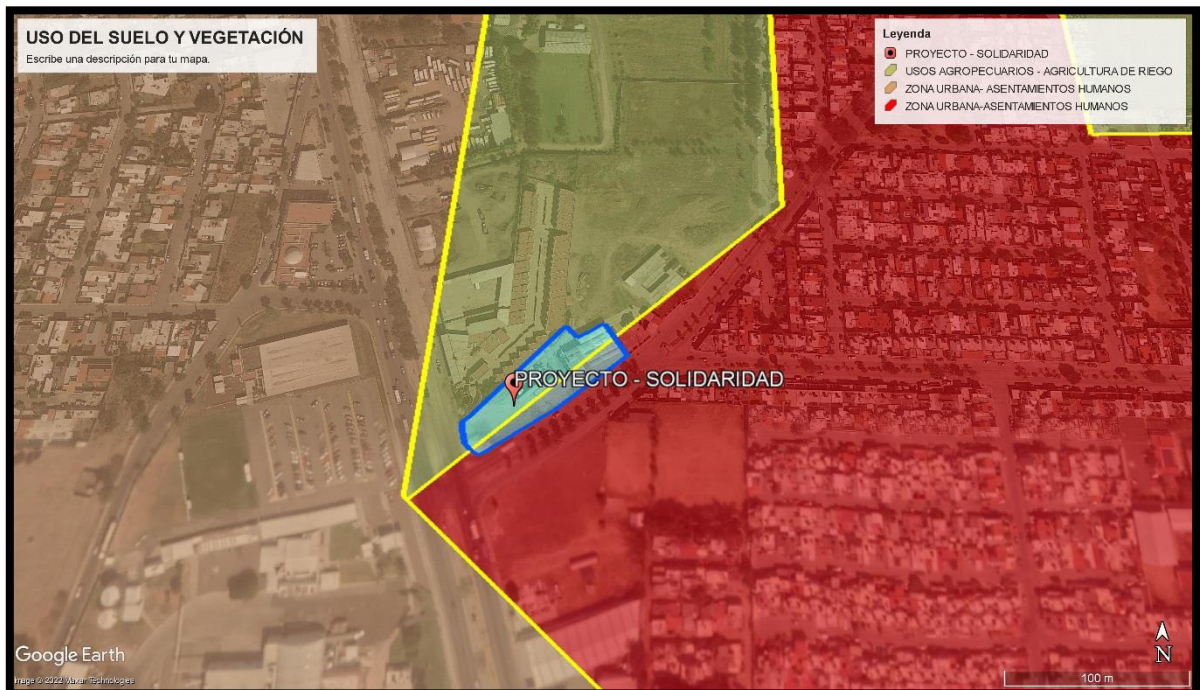 USO DEL SUELO Y VEGETACIÓN
Escribe una descripción para tu mapa.
Leyenda
PROYECTO - SOLIDARIDAD
USOS AGROPECUARIOS - AGRICULTURA DE RIEGO
ZONA URBANA- ASENTAMIENTOS HUMANOS
ZONA URBANA-ASENTAMIENTOS HUMANOS
PROYECTO - SOLIDARIDAD
Google Earth
Image © 2022 Maxar Technologies
N
100 m